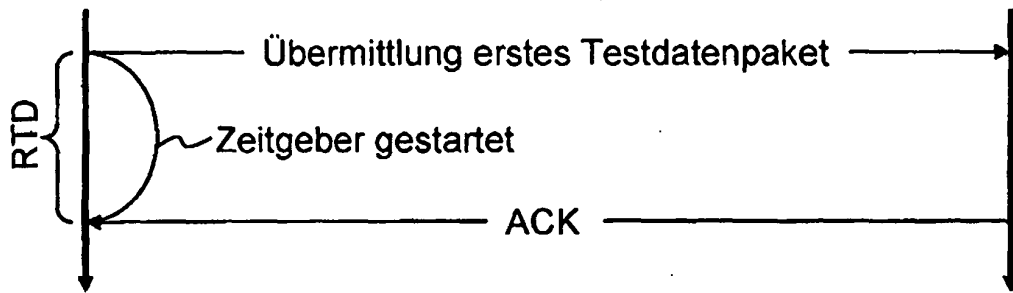 Übermittlung erstes Testdatenpaket
RTD
Zeitgeber gestartet
ACK